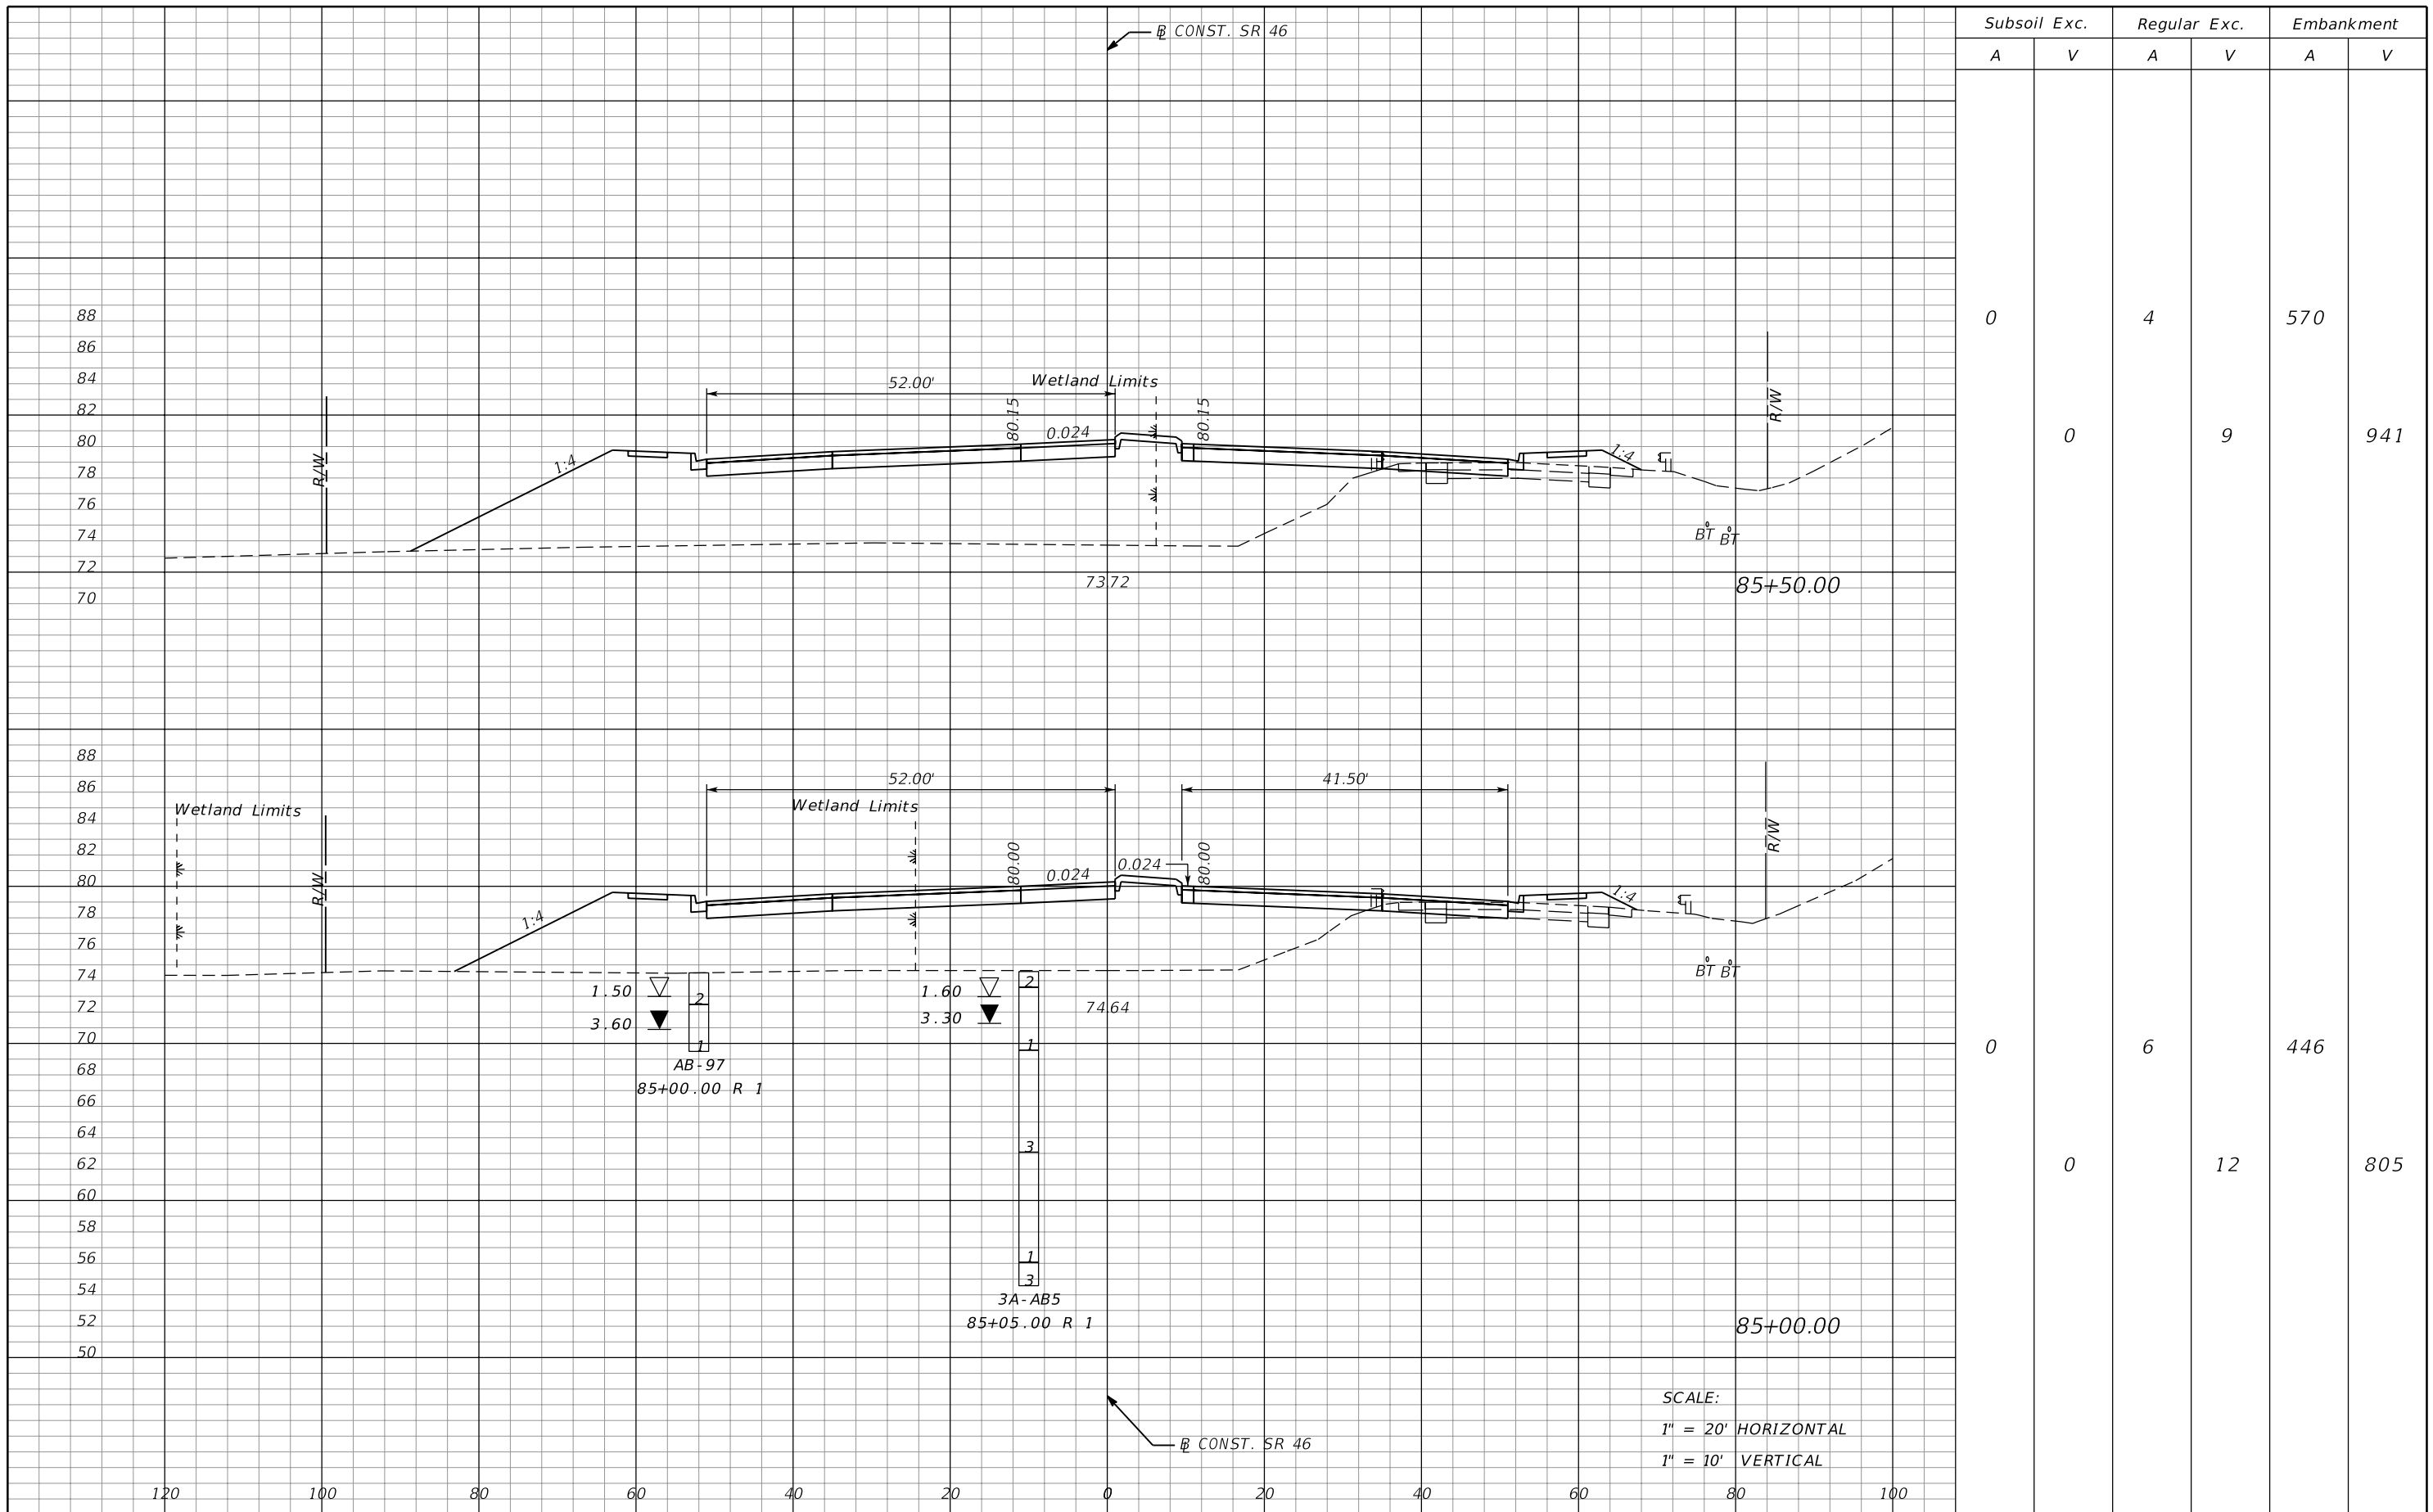 ℄ CONST. SR 46
Subsoil Exc. Regular Exc. Embankment
A V A V A V
88
86
84
82
80
78
76
74
72
70
0 4 570
0 9 941
52.00'
Wetland Limits
80.15
0.024
80.15
1:4
1:4
R/W
R/W
BT BT
73.72
85+50.00
88
86
84
82
80
78
76
74
72
70
68
66
64
62
60
58
56
54
52
50
52.00'
41.50'
Wetland Limits
Wetland Limits
80.00
0.024
0.024
80.00
1:4
1:4
R/W
R/W
BT BT
1.50
3.60
2
1
AB-97
85+00.00 R 1
1.60
3.30
2
1
3
1
3
3A-AB5
85+05.00 R 1
74.64
0 6 446
0 12 805
85+00.00
SCALE:
1" = 20' HORIZONTAL
1" = 10' VERTICAL
℄ CONST. SR 46
120 100 80 60 40 20 0 20 40 60 80 100